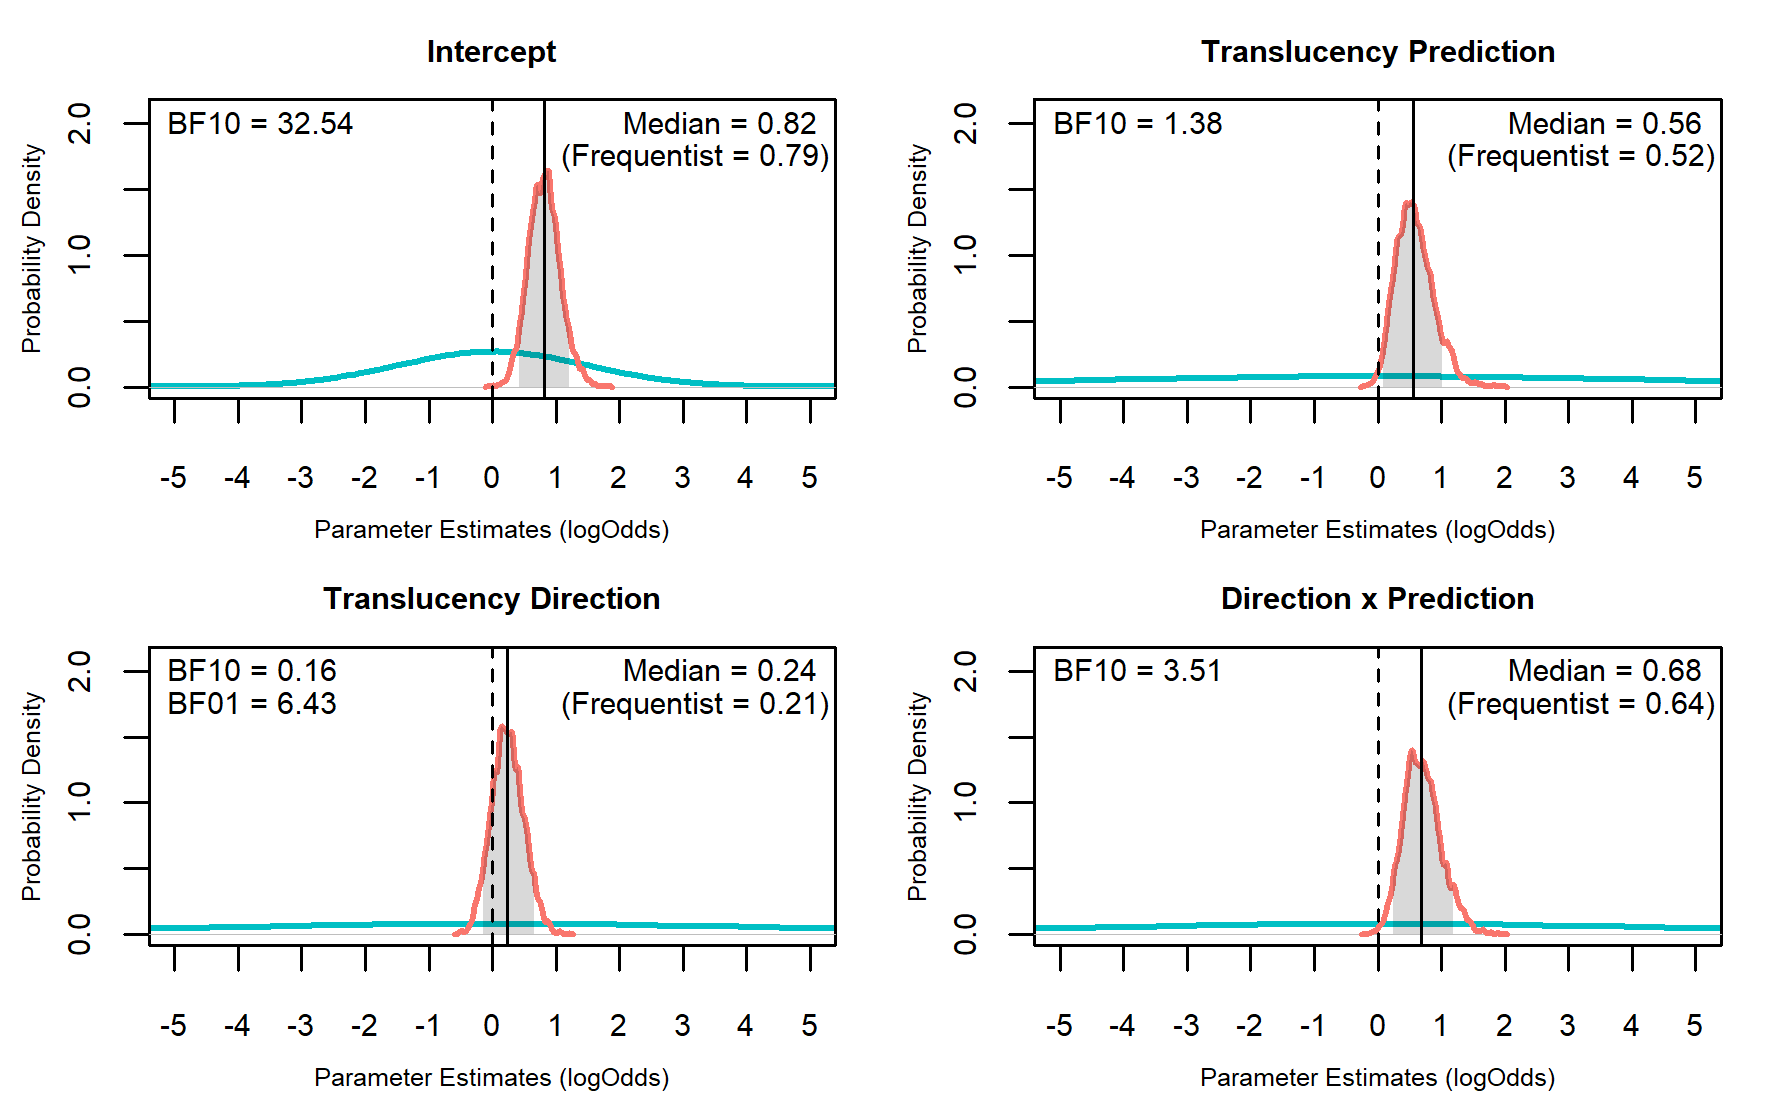 Intercept
BF10 = 32.54
Median = 0.82
(Frequentist = 0.79)
Probability Density
0.0 1.0 2.0
-5 -4 -3 -2 -1 0 1 2 3 4 5
Parameter Estimates (logOdds)
Translucency Prediction
BF10 = 1.38
Median = 0.56
(Frequentist = 0.52)
Probability Density
0.0 1.0 2.0
-5 -4 -3 -2 -1 0 1 2 3 4 5
Parameter Estimates (logOdds)
Translucency Direction
BF10 = 0.16
BF01 = 6.43
Median = 0.24
(Frequentist = 0.21)
Probability Density
0.0 1.0 2.0
-5 -4 -3 -2 -1 0 1 2 3 4 5
Parameter Estimates (logOdds)
Direction x Prediction
BF10 = 3.51
Median = 0.68
(Frequentist = 0.64)
Probability Density
0.0 1.0 2.0
-5 -4 -3 -2 -1 0 1 2 3 4 5
Parameter Estimates (logOdds)